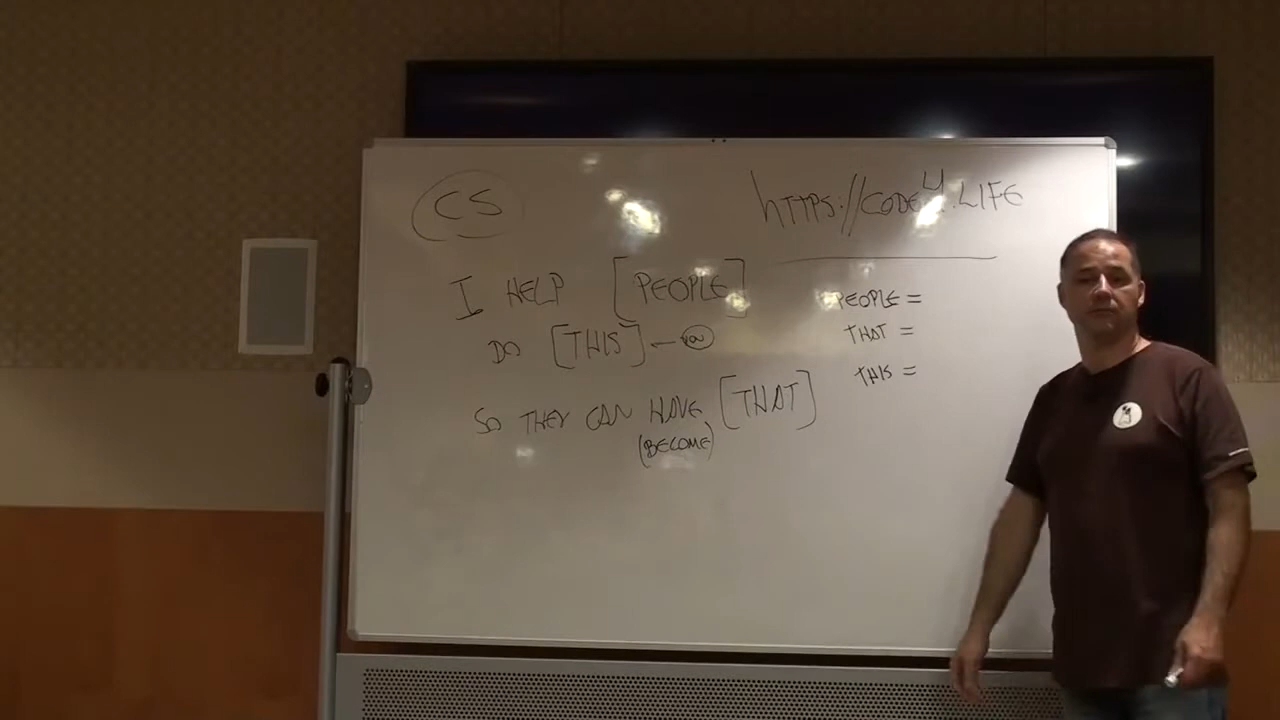 CS
https://CODE4.LIFE
I HELP [PEOPLE]
DO [THIS] ← YOU
SO THEY CAN HAVE [THAT]
(BECOME)
PEOPLE =
THAT =
THIS =